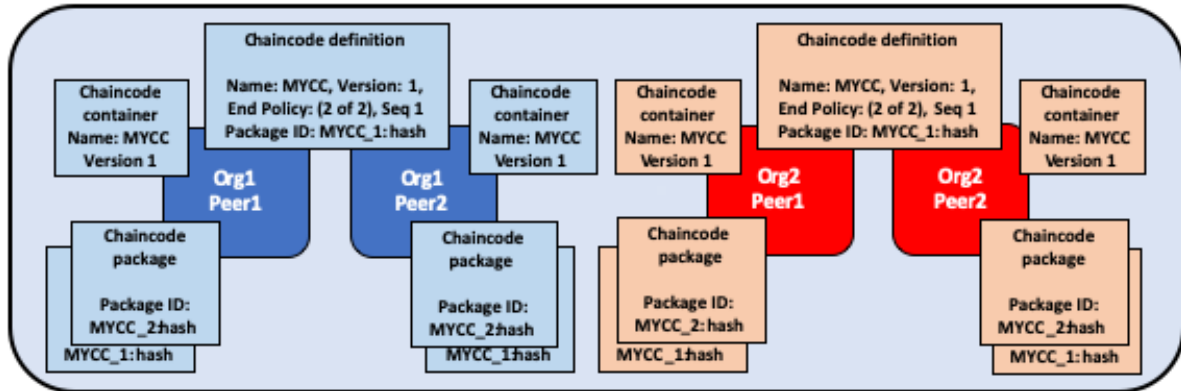 Chaincode definition
Name: MYCC, Version: 1,
End Policy: (2 of 2), Seq 1
Package ID: MYCC_1:hash
Chaincode
container
Name: MYCC
Version 1
Chaincode
container
Name: MYCC
Version 1
Org1
Peer1
Org1
Peer2
Chaincode
package
Package ID:
MYCC_2:hash
MYCC_1:hash
Chaincode
package
Package ID:
MYCC_2:hash
MYCC_1:hash
Chaincode definition
Name: MYCC, Version: 1,
End Policy: (2 of 2), Seq 1
Package ID: MYCC_1:hash
Chaincode
container
Name: MYCC
Version 1
Chaincode
container
Name: MYCC
Version 1
Org2
Peer1
Org2
Peer2
Chaincode
package
Package ID:
MYCC_2:hash
MYCC_1:hash
Chaincode
package
Package ID:
MYCC_2:hash
MYCC_1:hash